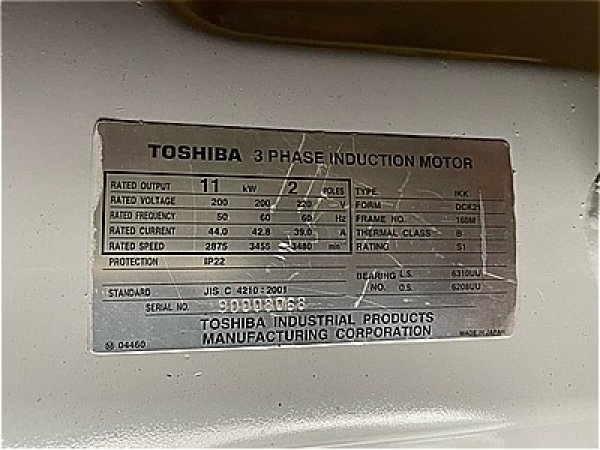 TOSHIBA 3 PHASE INDUCTION MOTOR
RATED OUTPUT 11 kW 2 POLES
RATED VOLTAGE 200 200 220 V
RATED FREQUENCY 50 60 60 Hz
RATED CURRENT 44.0 42.8 39.0 A
RATED SPEED 2875 3455 3480 min
PROTECTION IP22
STANDARD JIS C 4210:2001
SERIAL NO. 90008068
TYPE IKK
FORM DCK21
FRAME NO. 160M
THERMAL CLASS B
RATING S1
BEARING L.S. 6310UU
NO. O.S. 6208UU
TOSHIBA INDUSTRIAL PRODUCTS
MANUFACTURING CORPORATION
04460
MADE IN JAPAN